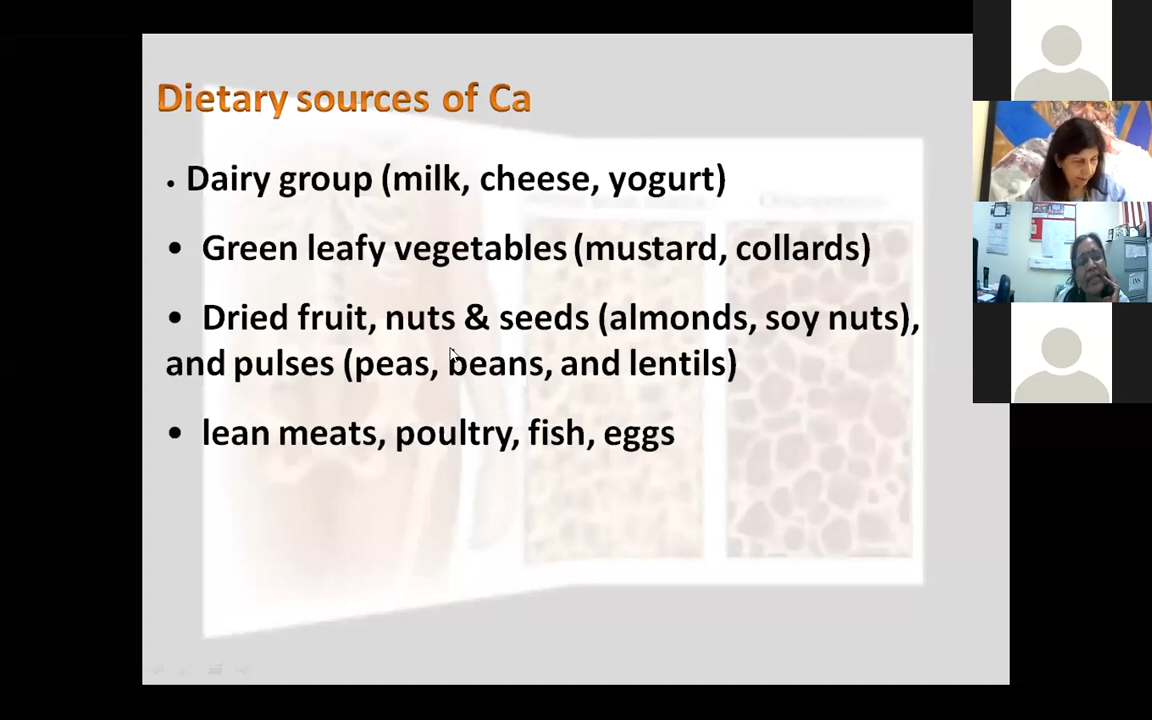 Dietary sources of Ca
• Dairy group (milk, cheese, yogurt)
• Green leafy vegetables (mustard, collards)
• Dried fruit, nuts & seeds (almonds, soy nuts),
and pulses (peas, beans, and lentils)
• lean meats, poultry, fish, eggs